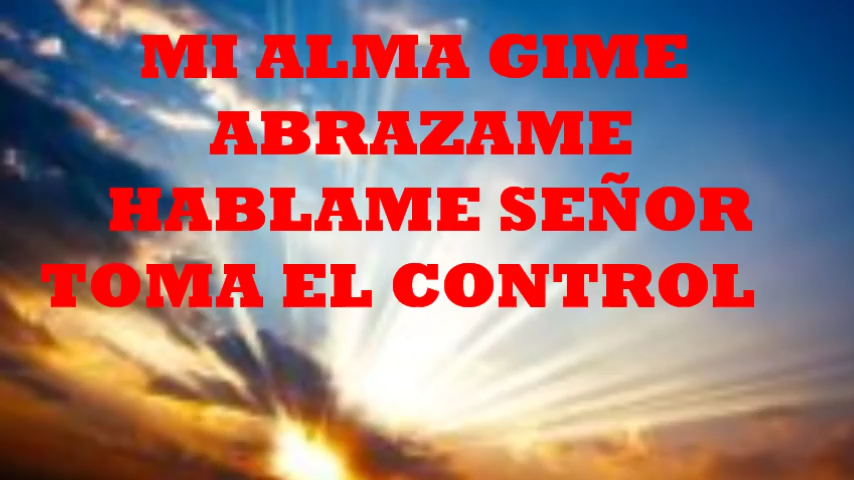 MI ALMA GIME
ABRAZAME
HABLAME SEÑOR
TOMA EL CONTROL